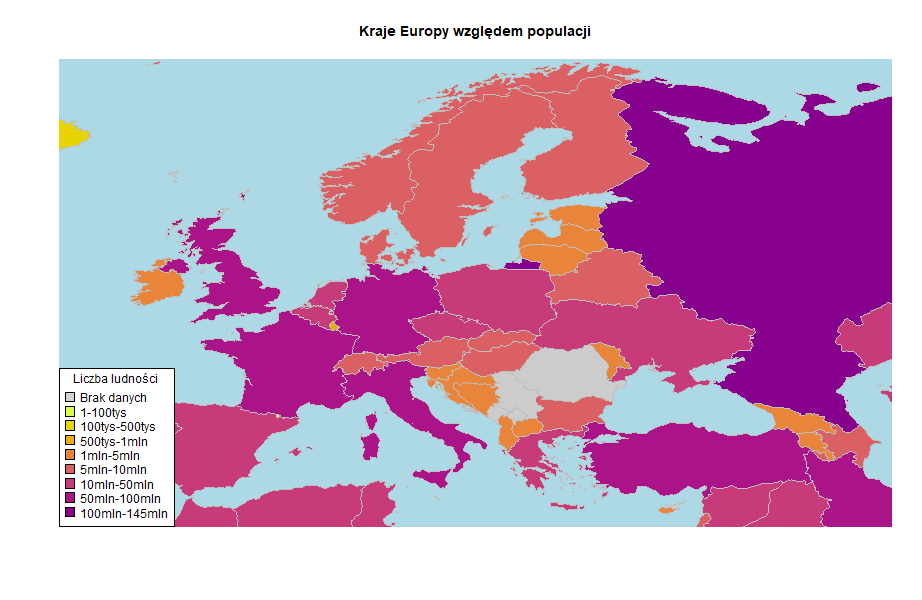 Kraje Europy względem populacji
Liczba ludności
Brak danych
1-100tys
100tys-500tys
500tys-1mln
1mln-5mln
5mln-10mln
10mln-50mln
50mln-100mln
100mln-145mln